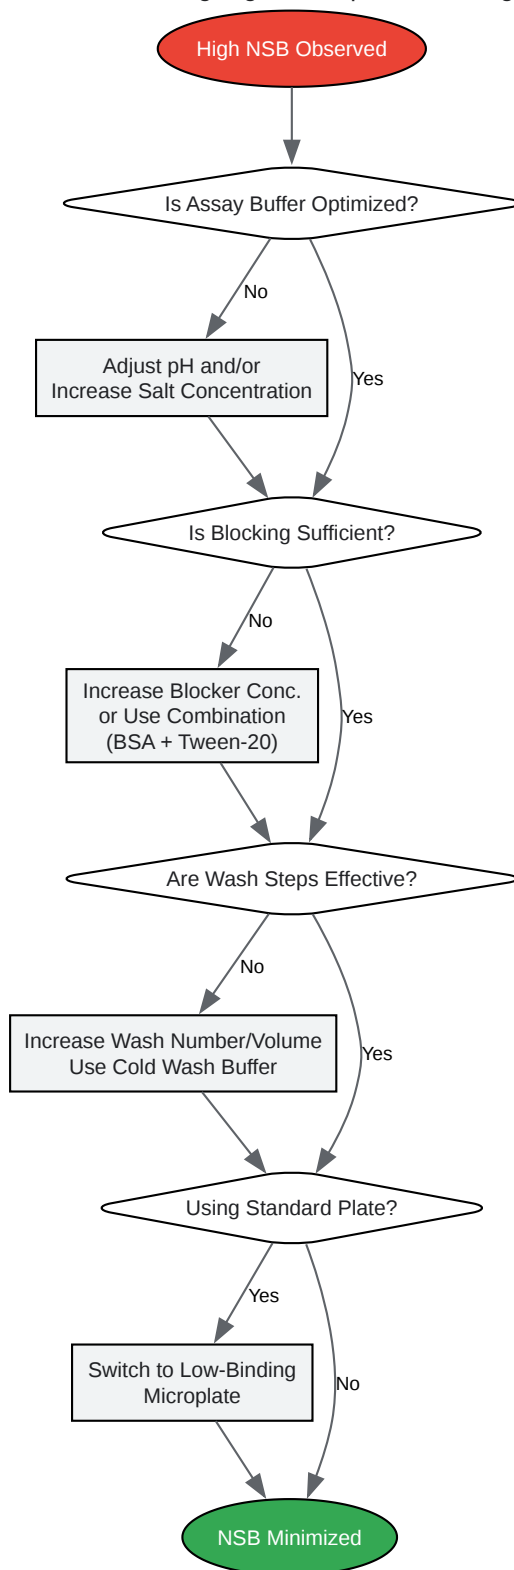 High NSB Observed
Is Assay Buffer Optimized?
No
Adjust pH and/or
Increase Salt Concentration
Yes
Is Blocking Sufficient?
No
Increase Blocker Conc.
or Use Combination
(BSA + Tween-20)
Yes
Are Wash Steps Effective?
No
Increase Wash Number/Volume
Use Cold Wash Buffer
Yes
Using Standard Plate?
Yes
Switch to Low-Binding
Microplate
No
NSB Minimized